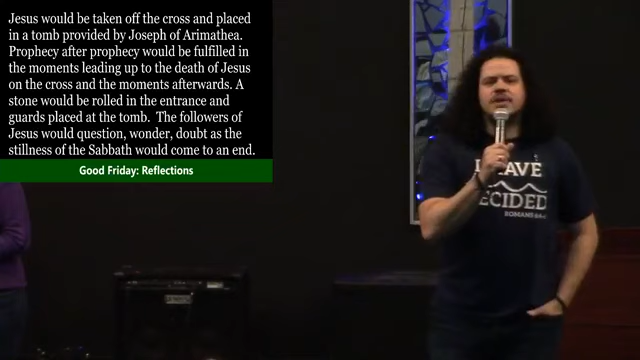 Jesus would be taken off the cross and placed
in a tomb provided by Joseph of Arimathea.
Prophecy after prophecy would be fulfilled in
the moments leading up to the death of Jesus
on the cross and the moments afterwards. A
stone would be rolled in the entrance and
guards placed at the tomb.  The followers of
Jesus would question, wonder, doubt as the
stillness of the Sabbath would come to an end.
Good Friday: Reflections
HAVE
ECIDED
ROMANS